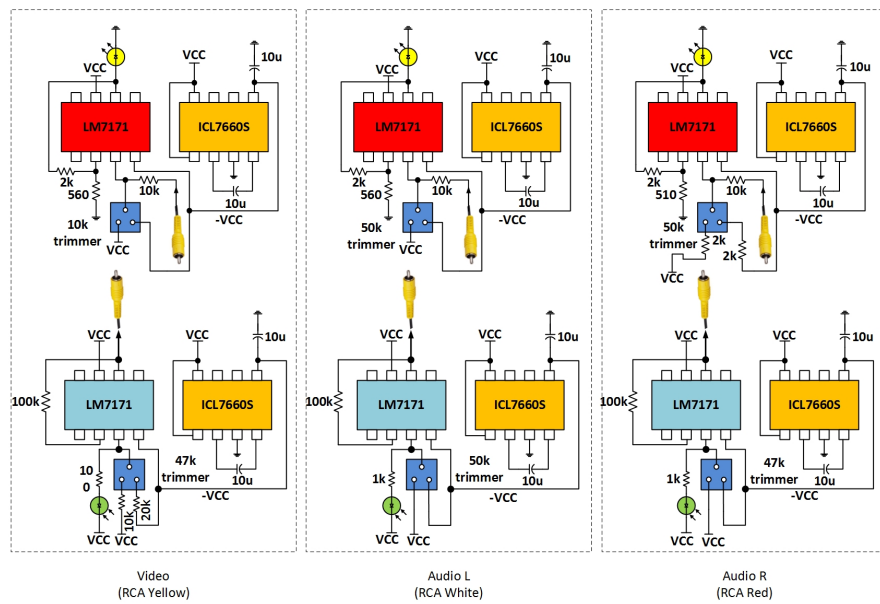 10u
VCC
VCC
LM7171
ICL7660S
2k
10k
560
10u
-VCC
10k
trimmer
VCC
VCC
VCC
10u
100k
LM7171
ICL7660S
10
0
47k
trimmer
10u
-VCC
10k
20k
VCC
VCC
10u
VCC
VCC
LM7171
ICL7660S
2k
10k
560
10u
-VCC
50k
trimmer
VCC
VCC
VCC
10u
100k
LM7171
ICL7660S
1k
50k
trimmer
10u
-VCC
VCC
VCC
10u
VCC
VCC
LM7171
ICL7660S
2k
10k
510
10u
-VCC
50k
trimmer
2k
2k
VCC
VCC
VCC
10u
100k
LM7171
ICL7660S
1k
47k
trimmer
10u
-VCC
VCC
VCC
Video
(RCA Yellow)
Audio L
(RCA White)
Audio R
(RCA Red)